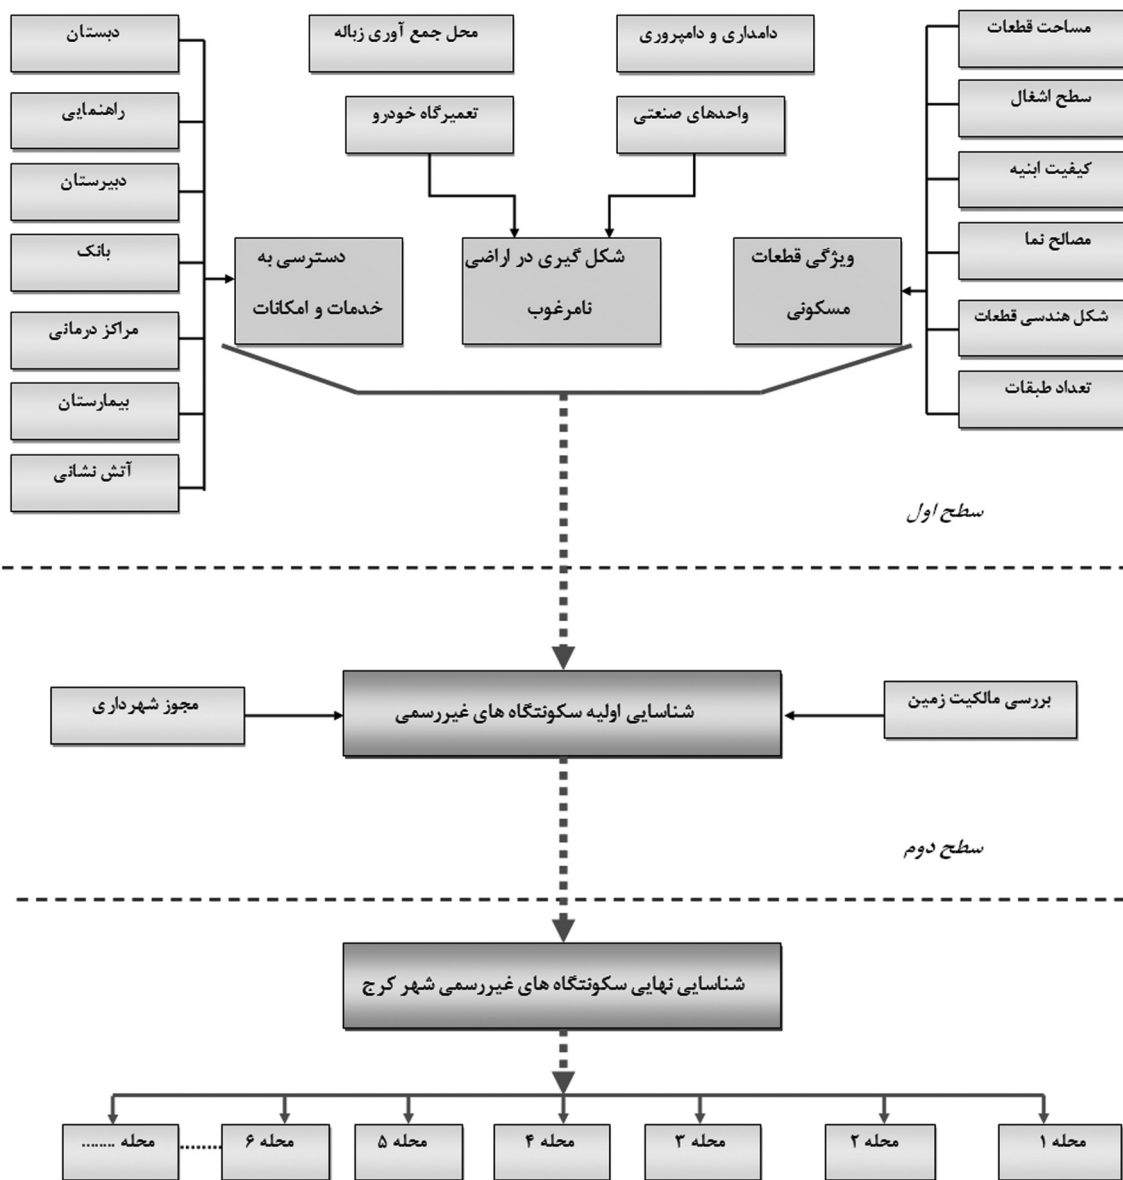 مساحت قطعات
سطح اشغال
کیفیت ابنیه
مصالح نما
شکل هندسی قطعات
تعداد طبقات
دامداری و دامپروری
محل جمع آوری زباله
واحدهای صنعتی
تعمیرگاه خودرو
دبستان
راهنمایی
دبیرستان
بانک
مراکز درمانی
بیمارستان
آتش نشانی
ویژگی قطعات
مسکونی
شکل گیری در اراضی
نامرغوب
دسترسی به
خدمات و امکانات
سطح اول
بررسی مالکیت زمین
شناسایی اولیه سکونتگاه های غیررسمی
مجوز شهرداری
سطح دوم
شناسایی نهایی سکونتگاه های غیررسمی شهر کرج
محله ۱
محله ۲
محله ۳
محله ۴
محله ۵
محله ۶
محله ........